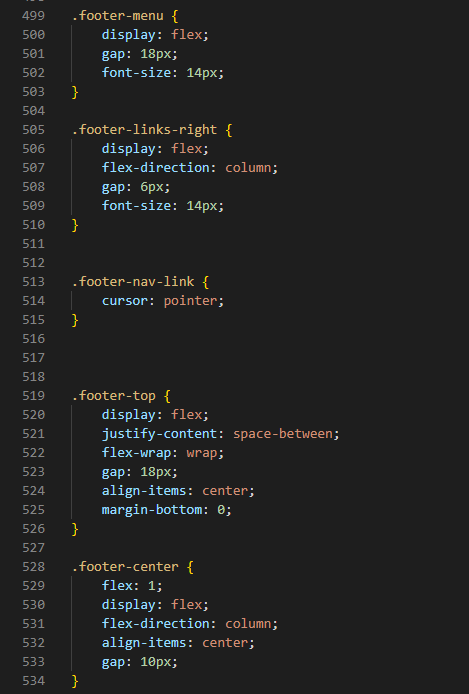 499 .footer-menu {
500     display: flex;
501     gap: 18px;
502     font-size: 14px;
503 }
504
505 .footer-links-right {
506     display: flex;
507     flex-direction: column;
508     gap: 6px;
509     font-size: 14px;
510 }
511
512
513 .footer-nav-link {
514     cursor: pointer;
515 }
516
517
518
519 .footer-top {
520     display: flex;
521     justify-content: space-between;
522     flex-wrap: wrap;
523     gap: 18px;
524     align-items: center;
525     margin-bottom: 0;
526 }
527
528 .footer-center {
529     flex: 1;
530     display: flex;
531     flex-direction: column;
532     align-items: center;
533     gap: 10px;
534 }